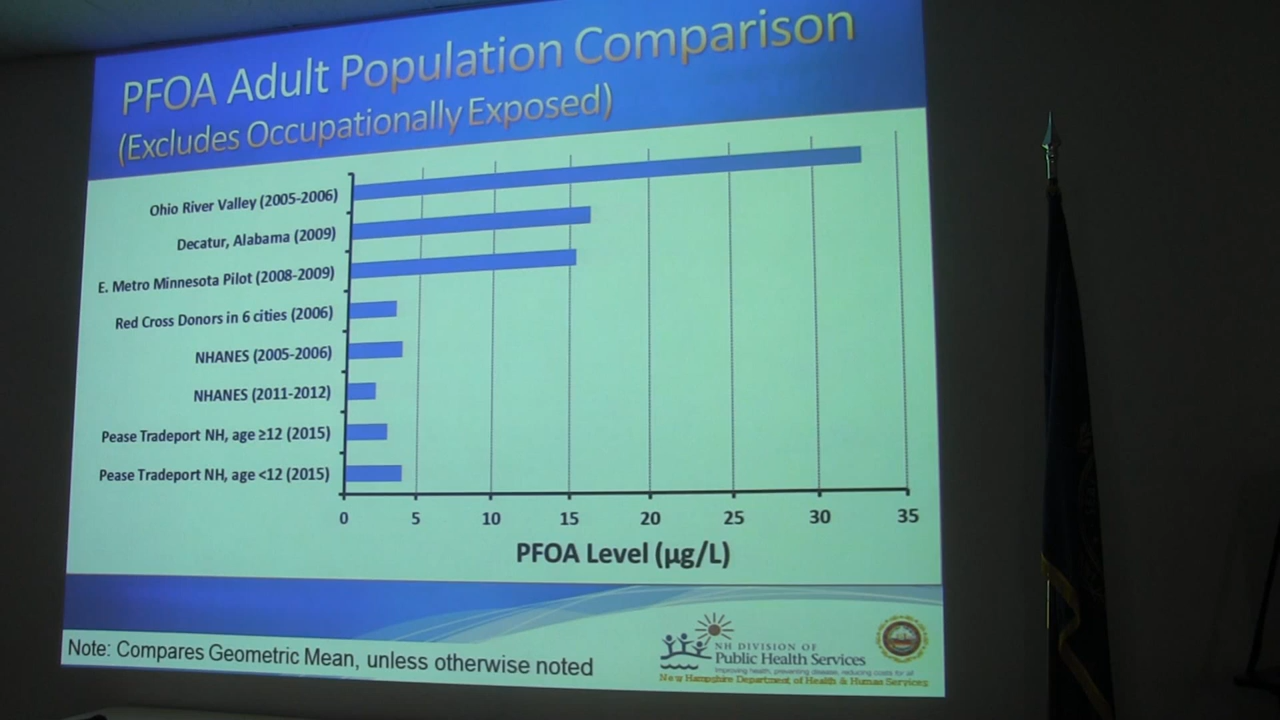 PFOA Adult Population Comparison
(Excludes Occupationally Exposed)
Ohio River Valley (2005-2006)
Decatur, Alabama (2009)
E. Metro Minnesota Pilot (2008-2009)
Red Cross Donors in 6 cities (2006)
NHANES (2005-2006)
NHANES (2011-2012)
Pease Tradeport NH, age ≥12 (2015)
Pease Tradeport NH, age <12 (2015)
0 5 10 15 20 25 30 35
PFOA Level (µg/L)
Note: Compares Geometric Mean, unless otherwise noted
NH DIVISION OF
Public Health Services
Improving health, preventing disease, reducing costs for all
New Hampshire Department of Health & Human Services